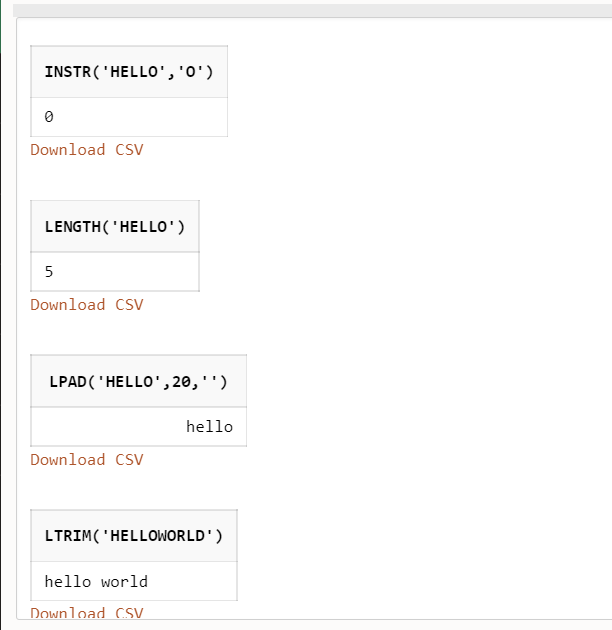 INSTR('HELLO','O')
0
Download CSV
LENGTH('HELLO')
5
Download CSV
LPAD('HELLO',20,'')
hello
Download CSV
LTRIM('HELLOWORLD')
hello world
Download CSV